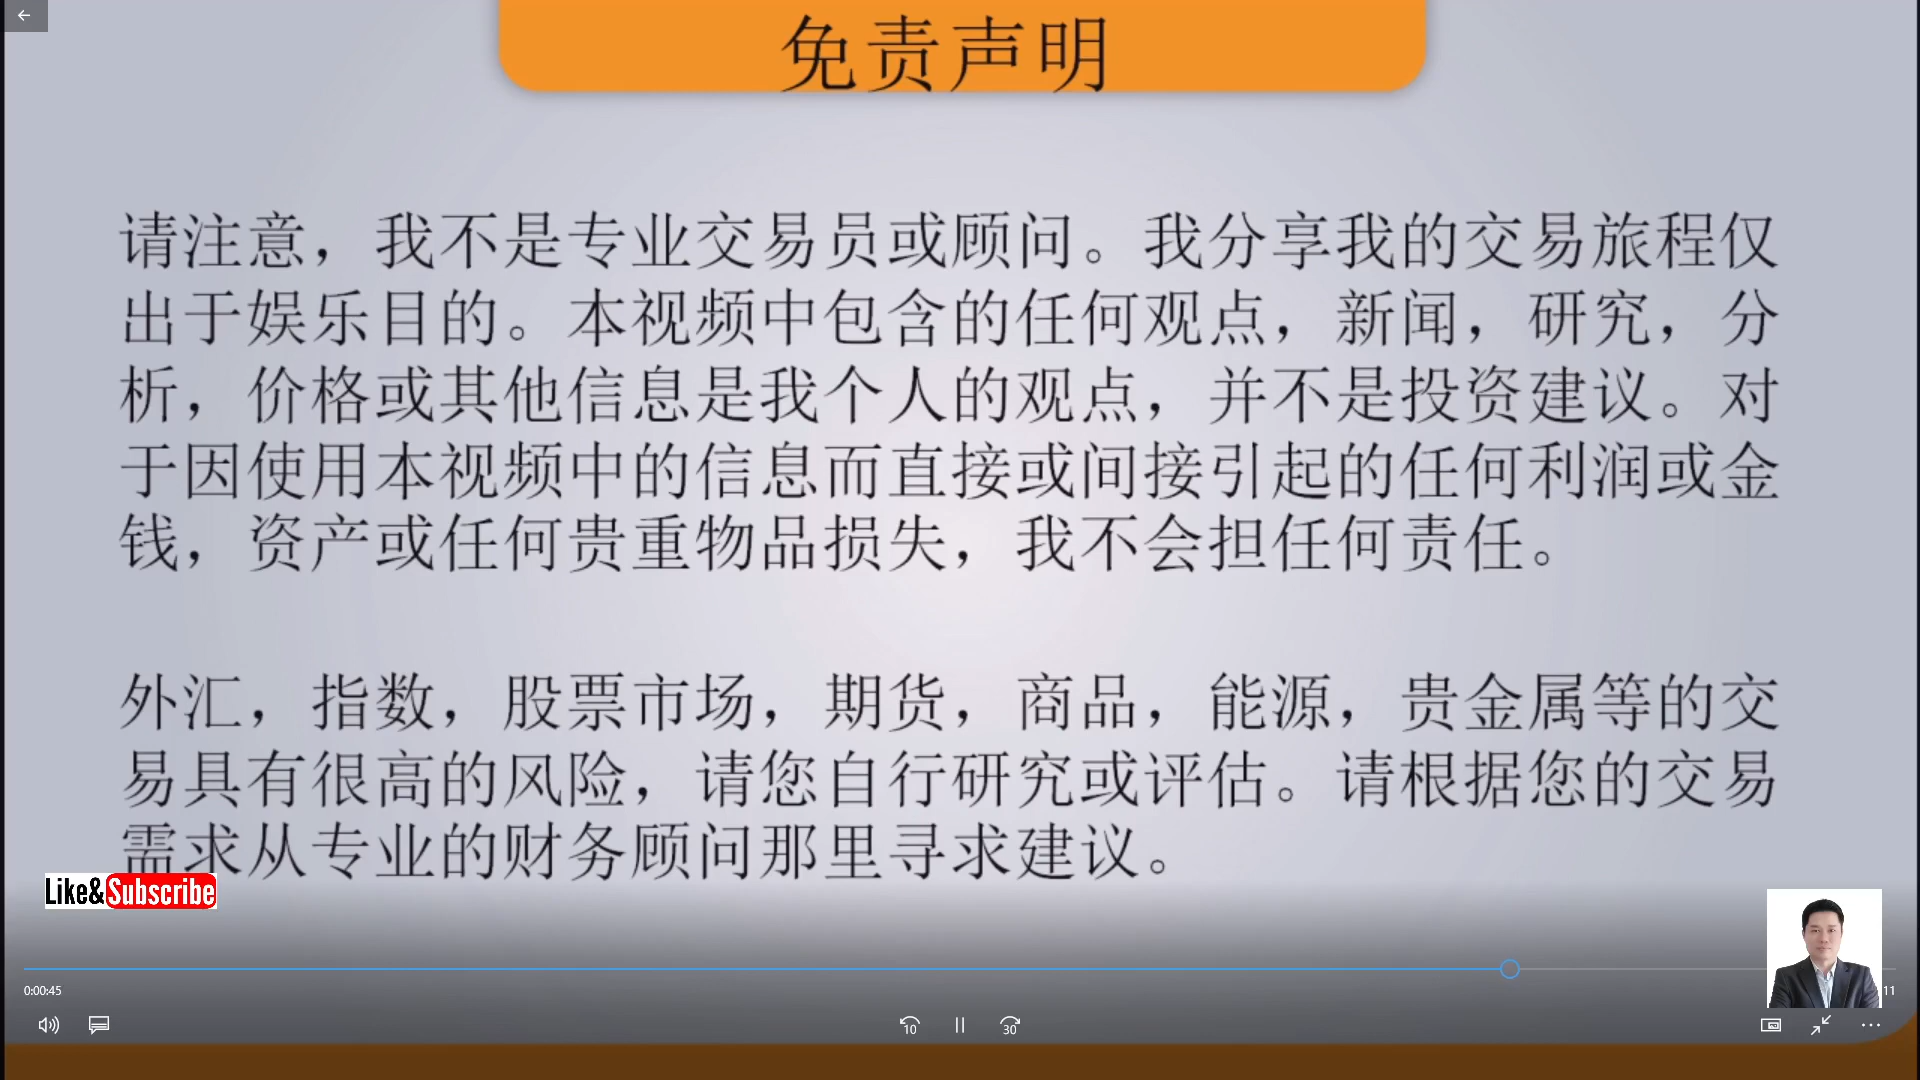 免责声明
请注意，我不是专业交易员或顾问。我分享我的交易旅程仅
出于娱乐目的。本视频中包含的任何观点，新闻，研究，分
析，价格或其他信息是我个人的观点，并不是投资建议。对
于因使用本视频中的信息而直接或间接引起的任何利润或金
钱，资产或任何贵重物品损失，我不会担任何责任。
外汇，指数，股票市场，期货，商品，能源，贵金属等的交
易具有很高的风险，请您自行研究或评估。请根据您的交易
需求从专业的财务顾问那里寻求建议。
Like&Subscribe
0:00:45
11
10
30